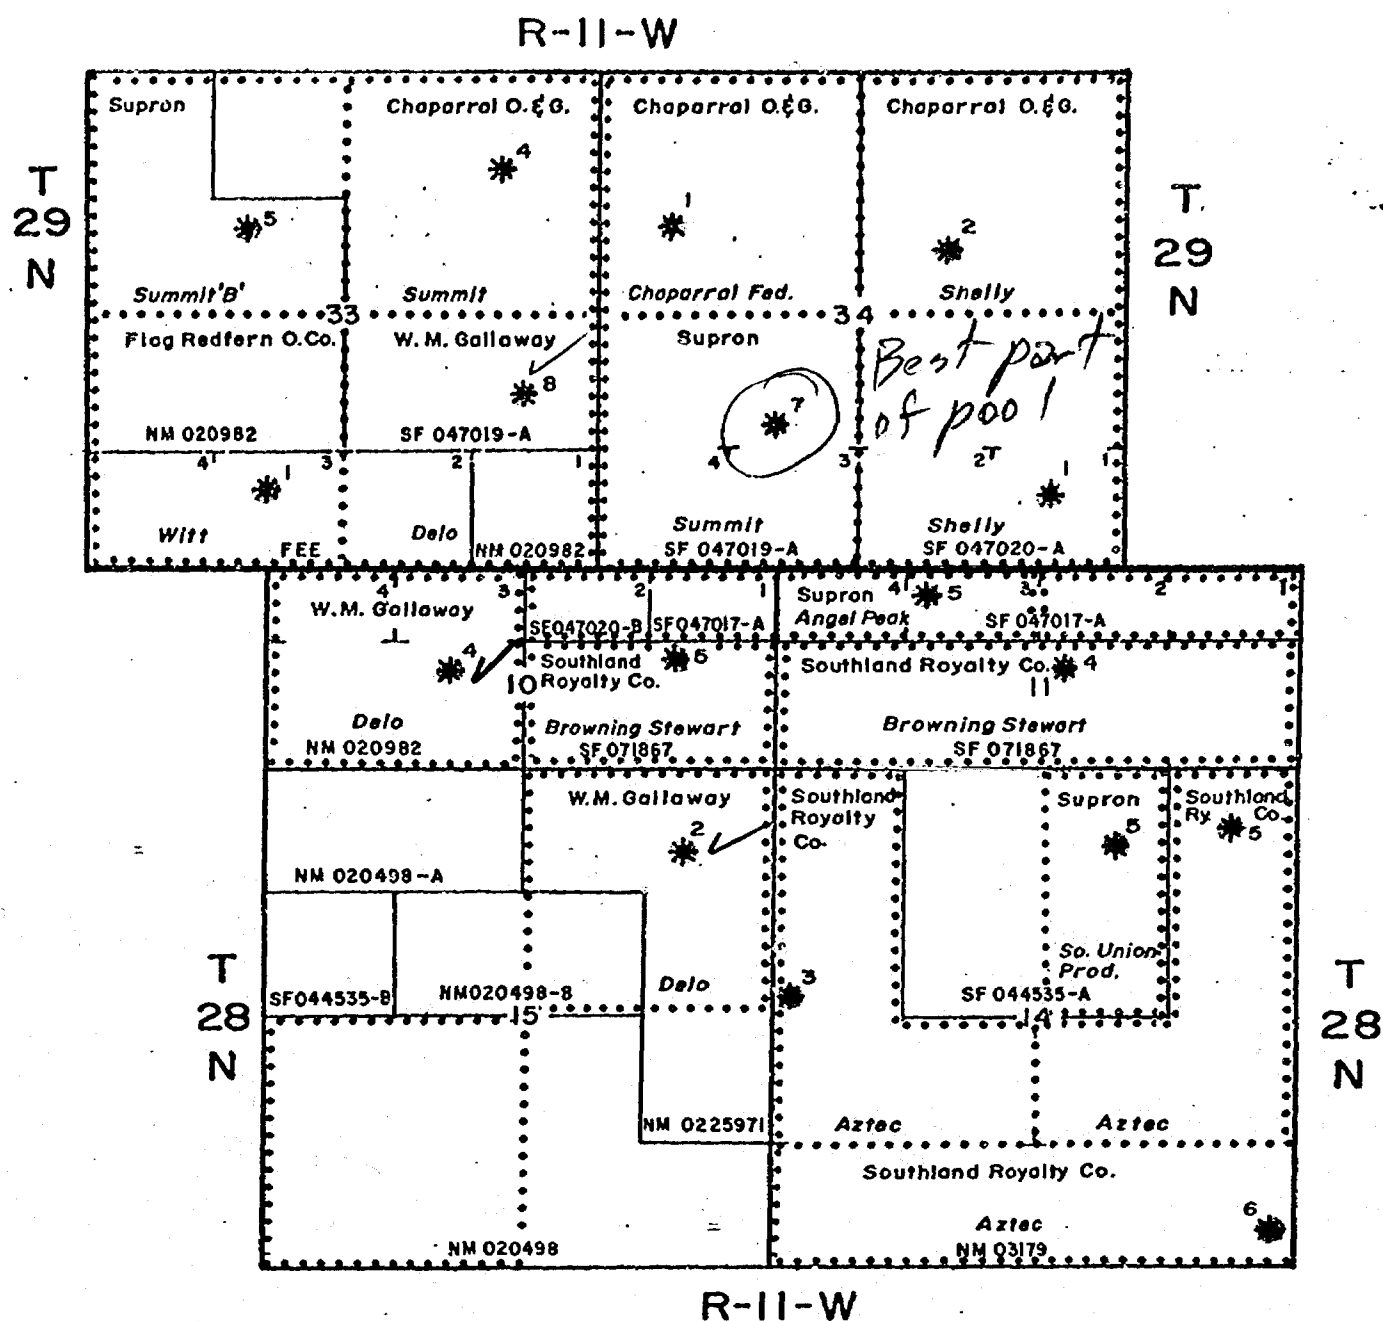 R-11-W
T
29
N
Supron
5
Summit'B'
Chaparral O.&G.
4
Summit
Chaparral O.&G.
1
Chaparral Fed.
Chaparral O.&G.
2
Shelly
T.
29
N
33
34
Flag Redfern O.Co.
NM 020982
4 3
1
Witt
FEE
W.M. Gallaway
8
SF 047019-A
2 1
Delo
NM 020982
Supron
7
4 3
Summit
SF 047019-A
Best part
of pool
2 1
1
Shelly
SF 047020-A
4 3
W.M. Gallaway
4
Delo
NM 020982
10
2 1
SF047020-B
SF047017-A
Southland
Royalty Co.
5
Browning Stewart
SF 071867
4 3 2 1
Supron
5
Angel Peak
SF 047017-A
Southland Royalty Co.
4
11
Browning Stewart
SF 071867
T
28
N
NM 020498-A
W.M. Gallaway
2
Delo
SF044535-B
NM020498-B
15
NM 0225971
NM 020498
Southland
Royalty
Co.
3
Supron
5
So. Union
Prod.
SF 044535-A
14
Southland
Ry. Co.
5
Aztec
Aztec
Southland Royalty Co.
6
Aztec
NM 03179
T
28
N
R-11-W